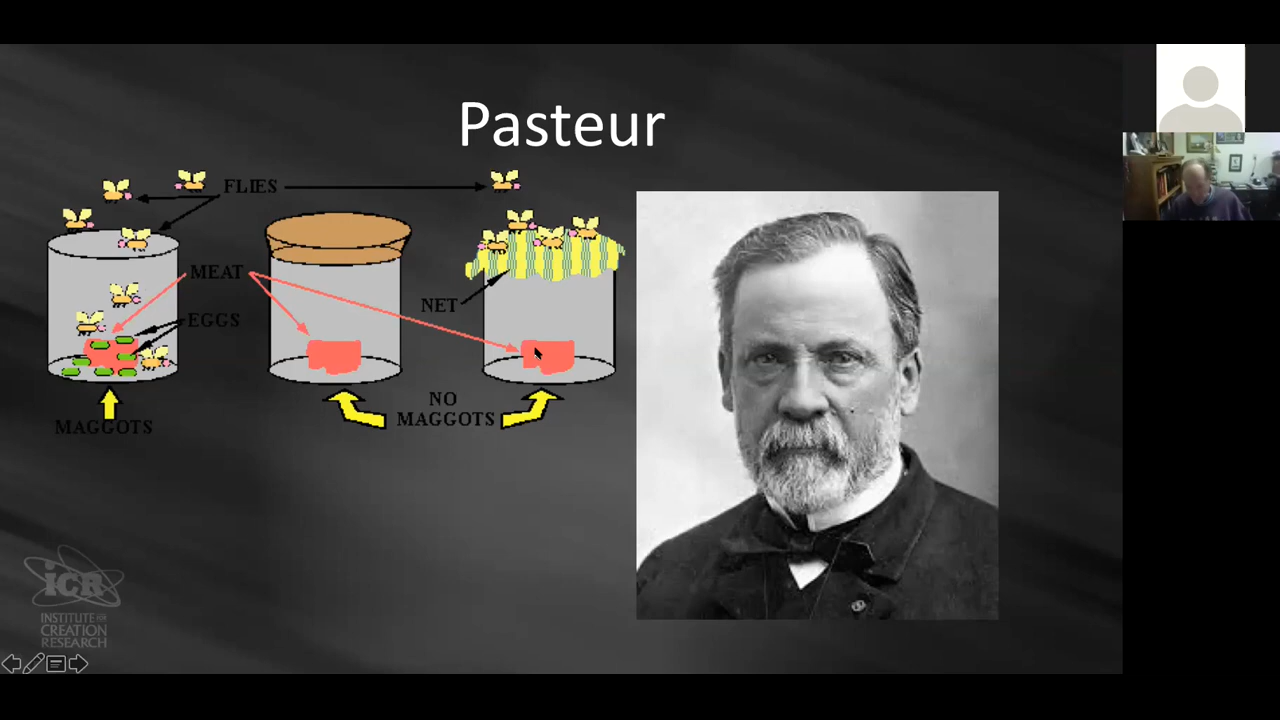 Pasteur
FLIES
MEAT
NET
EGGS
NO
MAGGOTS
MAGGOTS
iCR
INSTITUTE FOR
CREATION
RESEARCH